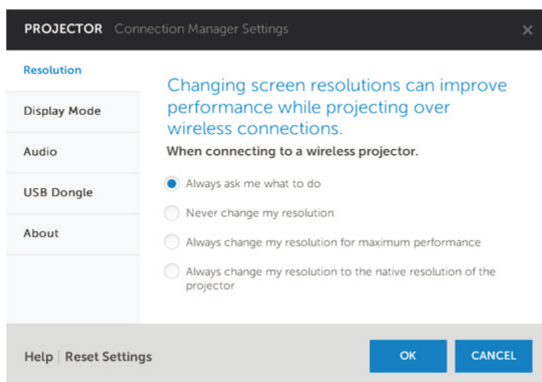 PROJECTOR Connection Manager Settings
Resolution
Display Mode
Audio
USB Dongle
About
Changing screen resolutions can improve
performance while projecting over
wireless connections.
When connecting to a wireless projector.
Always ask me what to do
Never change my resolution
Always change my resolution for maximum performance
Always change my resolution to the native resolution of the
projector
Help | Reset Settings
OK
CANCEL